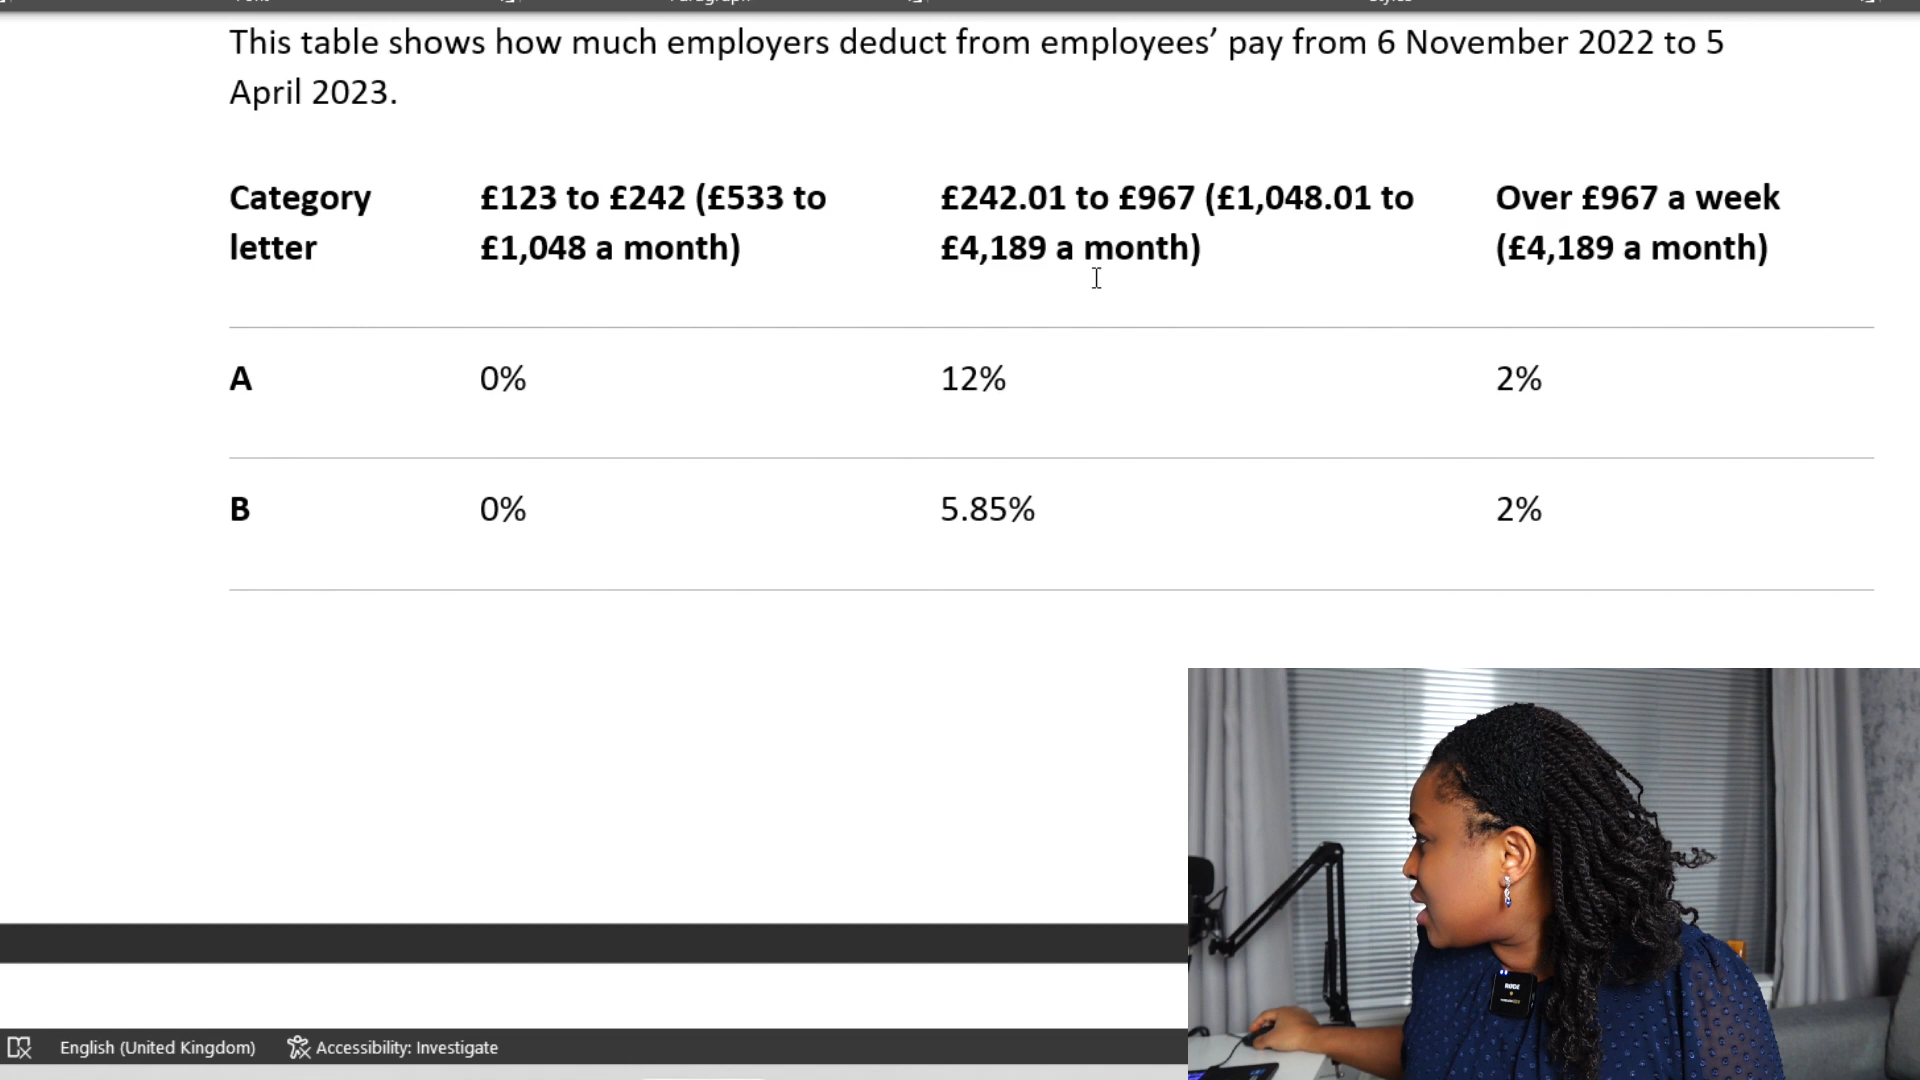 This table shows how much employers deduct from employees’ pay from 6 November 2022 to 5
April 2023.
Category letter
£123 to £242 (£533 to £1,048 a month)
£242.01 to £967 (£1,048.01 to £4,189 a month)
Over £967 a week (£4,189 a month)
A 0% 12% 2%
B 0% 5.85% 2%
RØDE
English (United Kingdom) Accessibility: Investigate